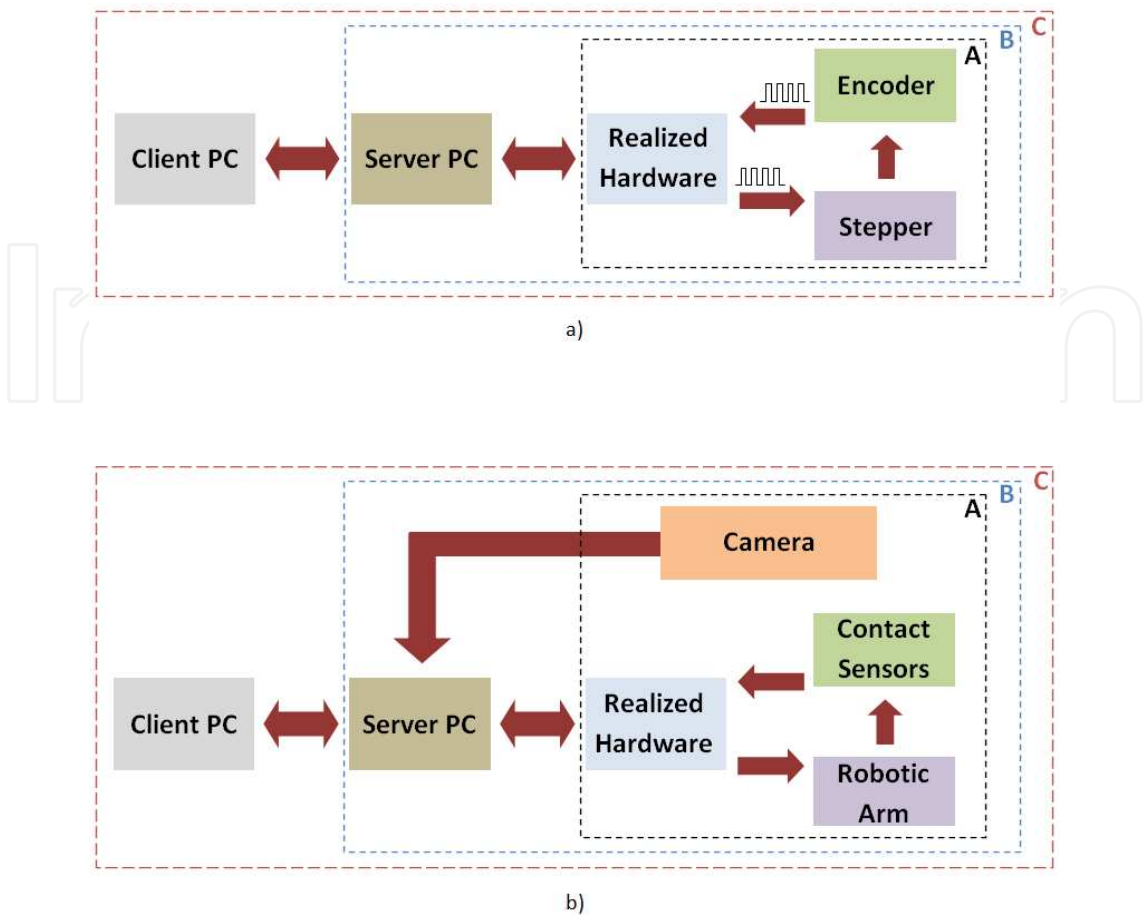 C
B
A
Encoder
Client PC
Server PC
Realized
Hardware
Stepper
a)
C
B
A
Camera
Contact
Sensors
Client PC
Server PC
Realized
Hardware
Robotic
Arm
b)